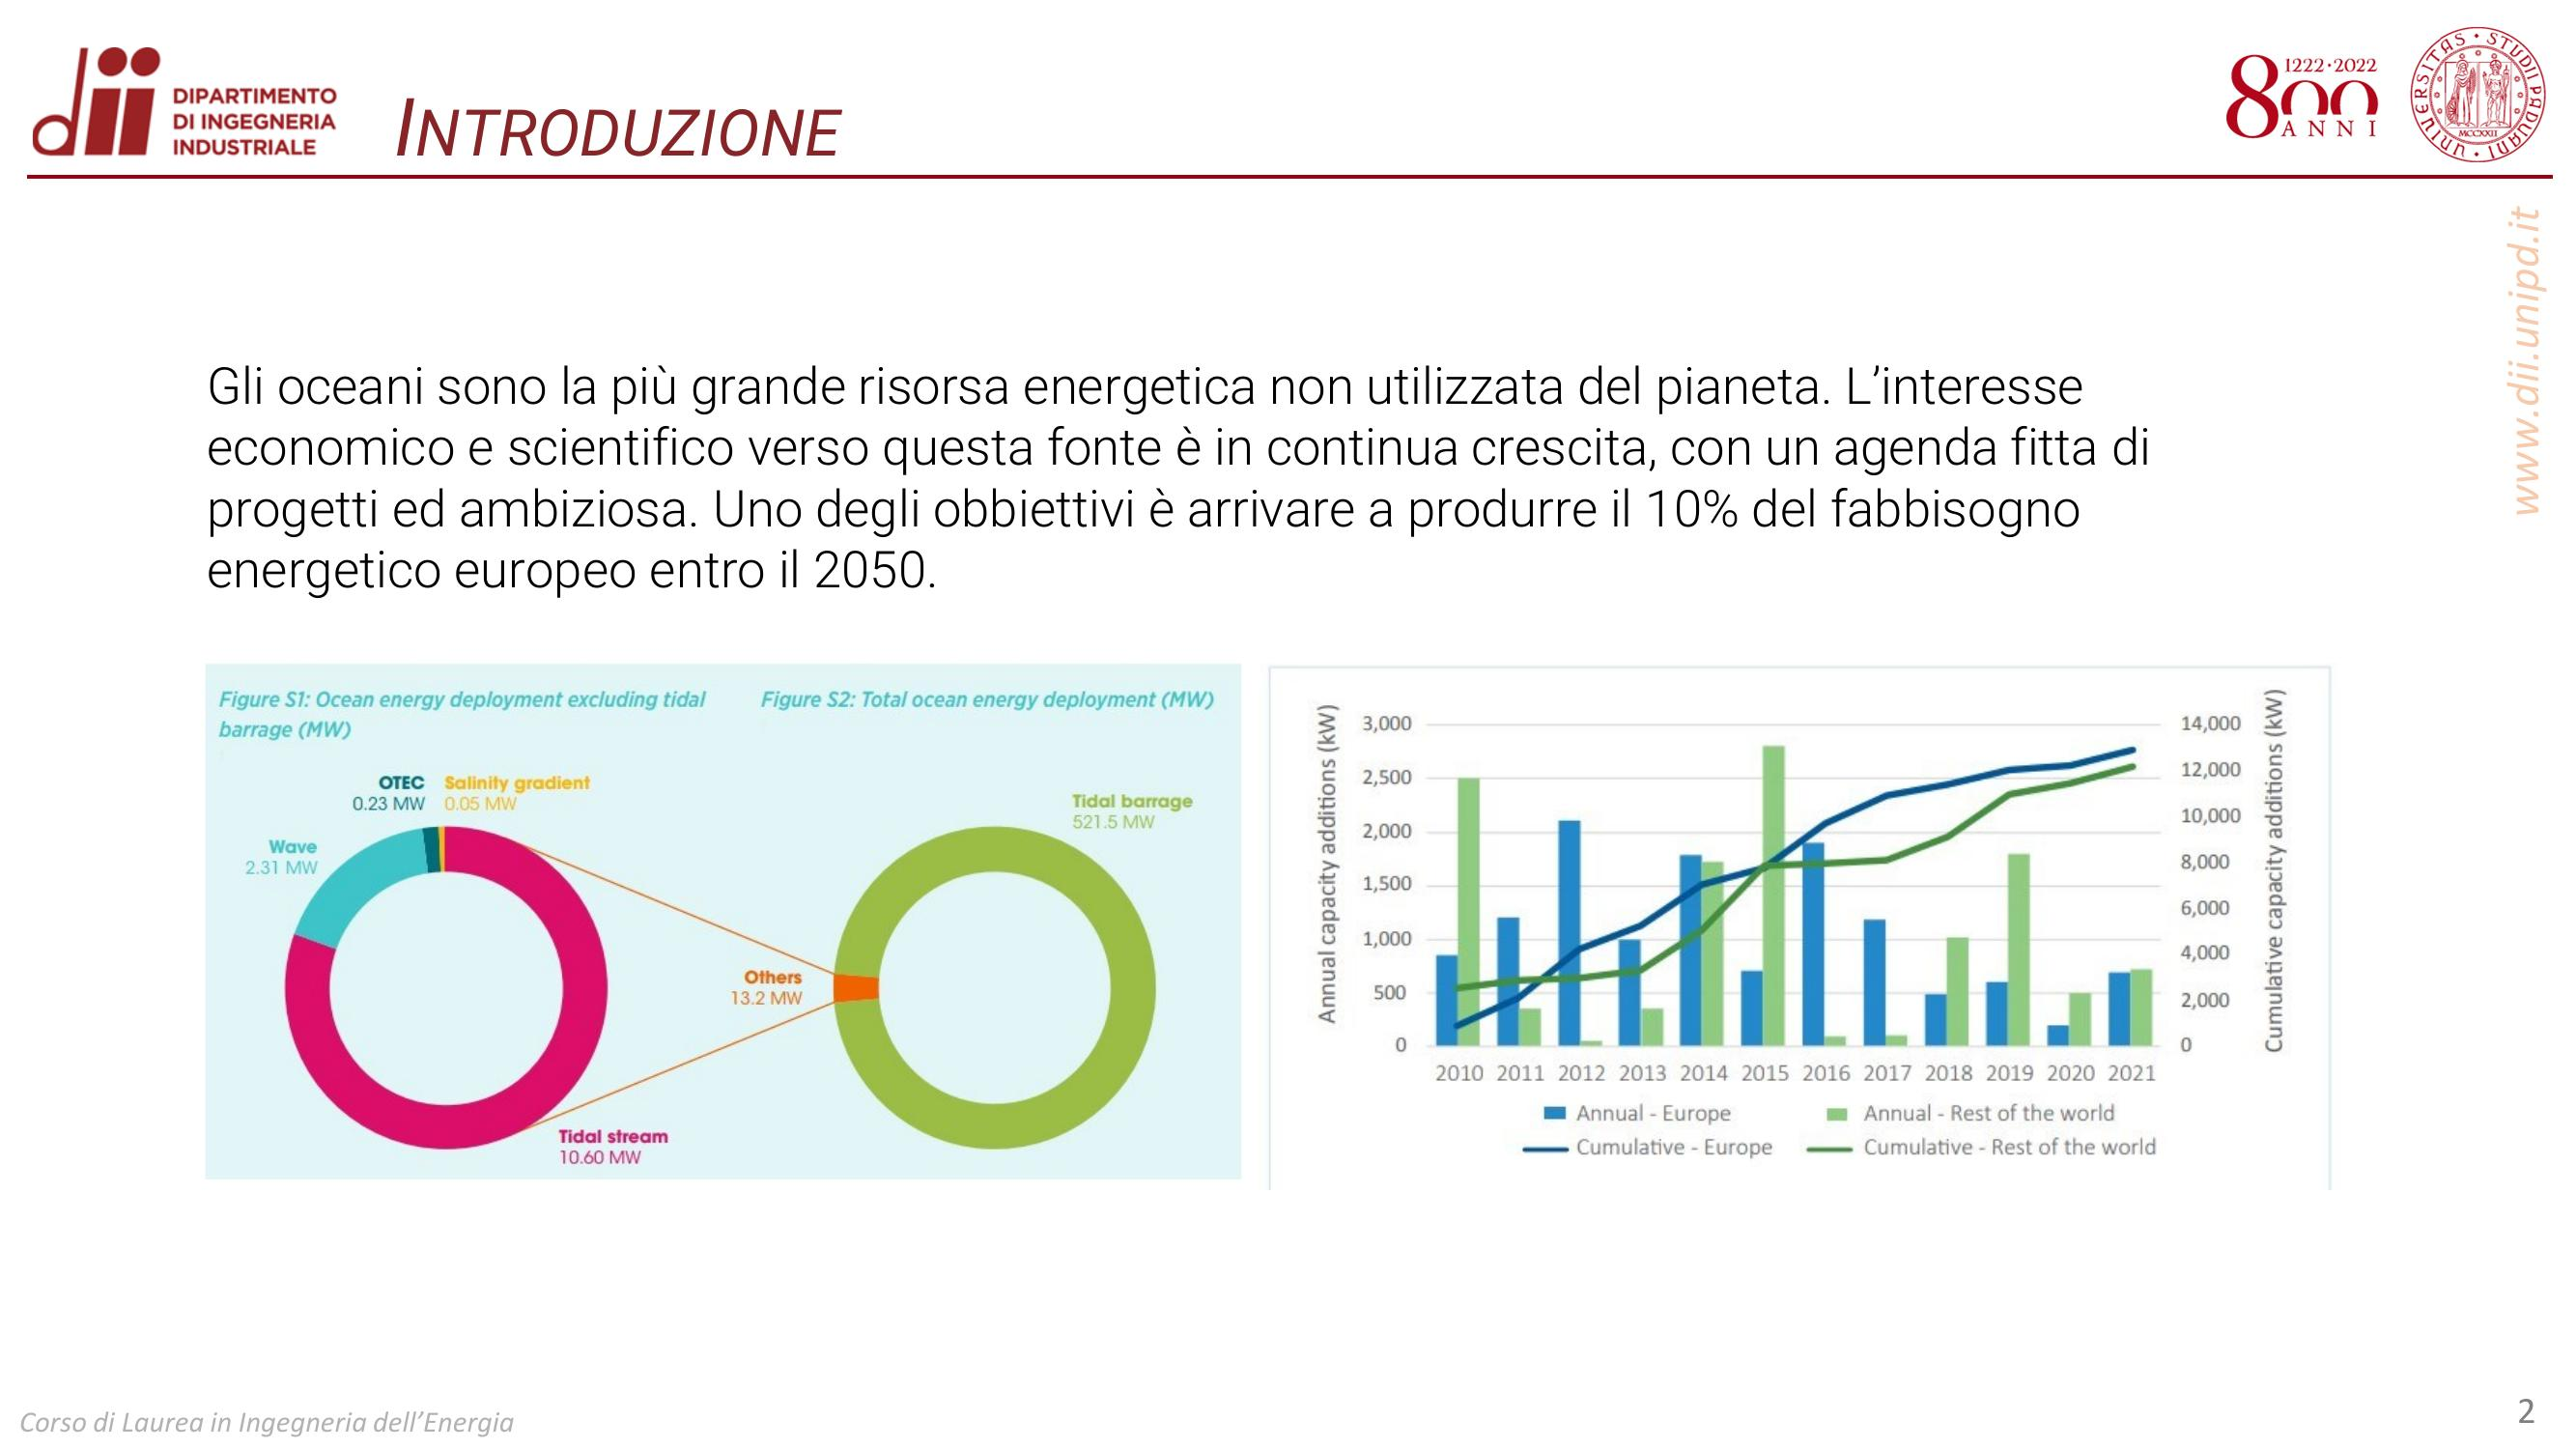 DIPARTIMENTO
DI INGEGNERIA
INDUSTRIALE
INTRODUZIONE
1222·2022
800
ANNI
UNIVERSITAS · STUDII PADUANI ·
MCCXXII
www.dii.unipd.it
Gli oceani sono la più grande risorsa energetica non utilizzata del pianeta. L’interesse
economico e scientifico verso questa fonte è in continua crescita, con un agenda fitta di
progetti ed ambiziosa. Uno degli obbiettivi è arrivare a produrre il 10% del fabbisogno
energetico europeo entro il 2050.
Figure S1: Ocean energy deployment excluding tidal
barrage (MW)
OTEC
0.23 MW
Salinity gradient
0.05 MW
Wave
2.31 MW
Tidal stream
10.60 MW
Figure S2: Total ocean energy deployment (MW)
Tidal barrage
521.5 MW
Others
13.2 MW
Annual capacity additions (kW)
3,000
2,500
2,000
1,500
1,000
500
0
14,000
12,000
10,000
8,000
6,000
4,000
2,000
0
Cumulative capacity additions (kW)
2010 2011 2012 2013 2014 2015 2016 2017 2018 2019 2020 2021
Annual - Europe
Annual - Rest of the world
Cumulative - Europe
Cumulative - Rest of the world
Corso di Laurea in Ingegneria dell’Energia
2